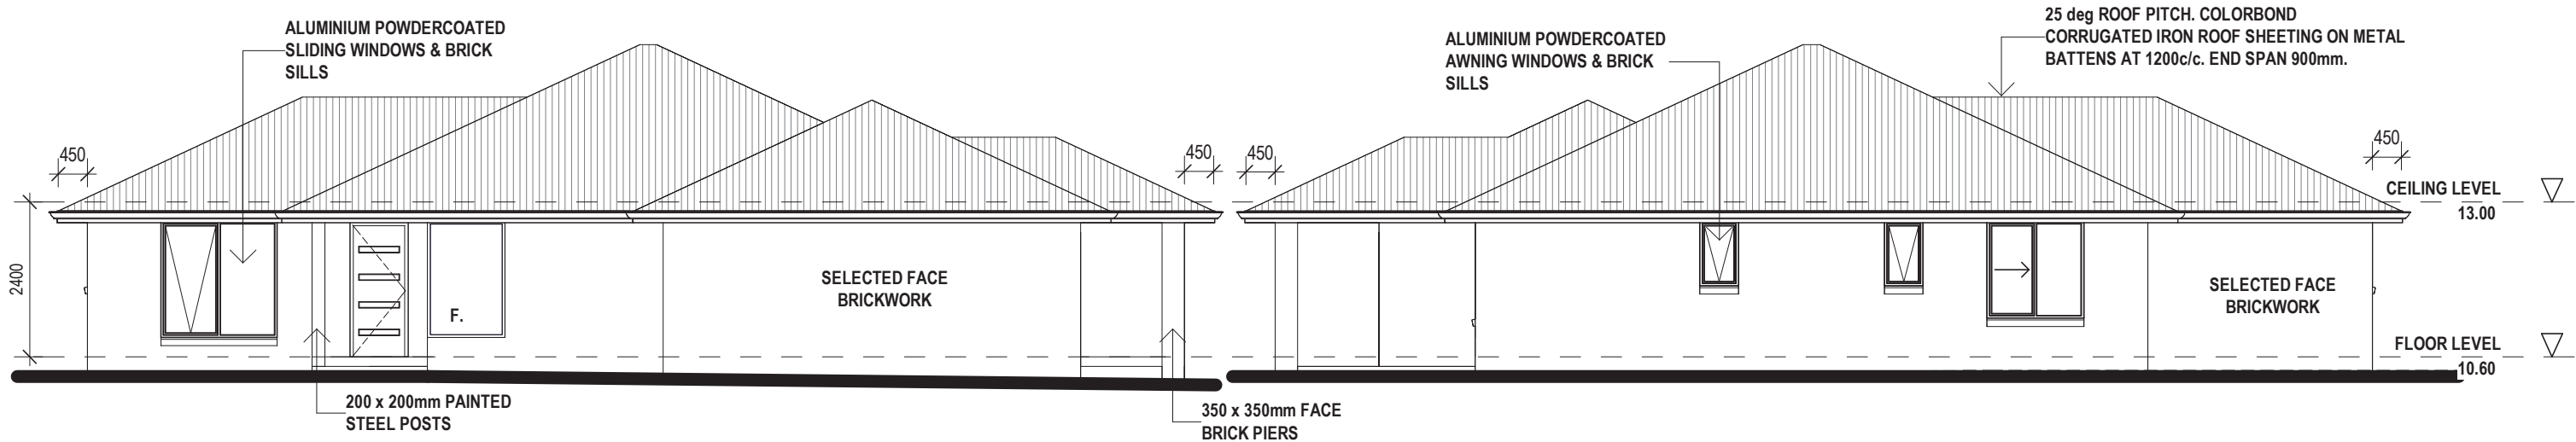 ALUMINIUM POWDERCOATED
SLIDING WINDOWS & BRICK
SILLS
450
2400
F.
SELECTED FACE
BRICKWORK
200 x 200mm PAINTED
STEEL POSTS
450
350 x 350mm FACE
BRICK PIERS
450
ALUMINIUM POWDERCOATED
AWNING WINDOWS & BRICK
SILLS
25 deg ROOF PITCH. COLORBOND
CORRUGATED IRON ROOF SHEETING ON METAL
BATTENS AT 1200c/c. END SPAN 900mm.
450
CEILING LEVEL
13.00
SELECTED FACE
BRICKWORK
FLOOR LEVEL
10.60